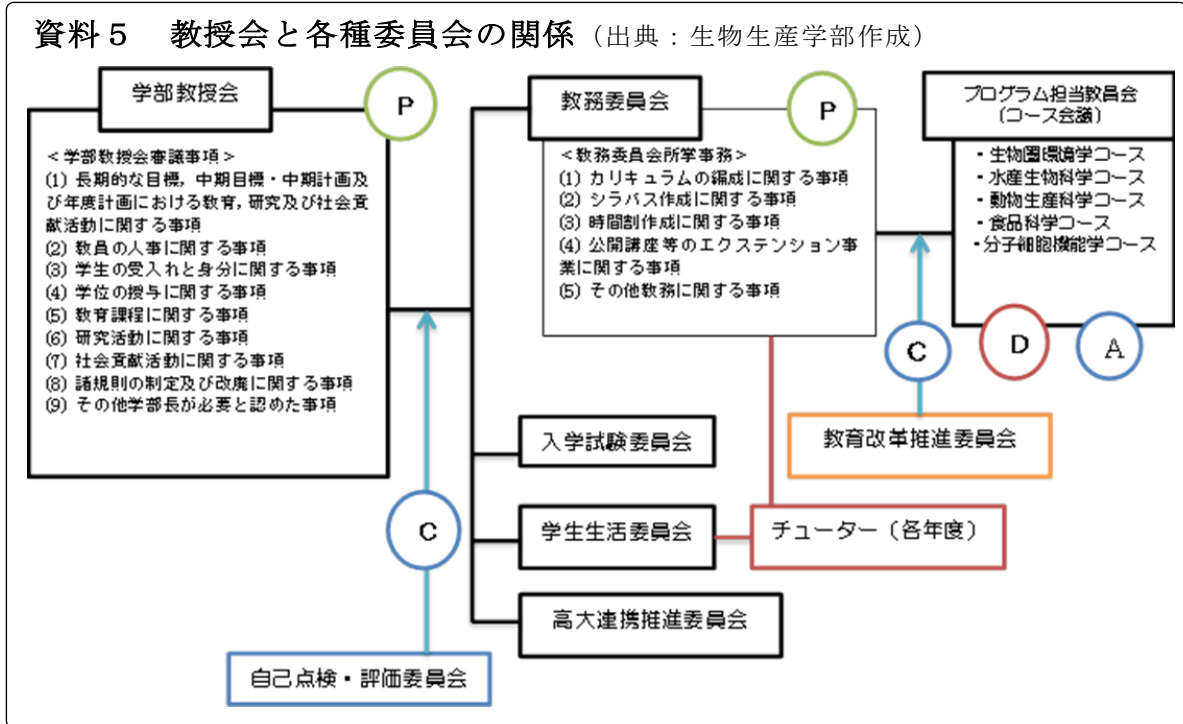 資料５　教授会と各種委員会の関係（出典：生物生産学部作成）
学部教授会
P
＜学部教授会審議事項＞
(1) 長期的な目標，中期目標・中期計画及
び年度計画における教育，研究及び社会貢
献活動に関する事項
(2) 教員の人事に関する事項
(3) 学生の受入れと身分に関する事項
(4) 学位の授与に関する事項
(5) 教育課程に関する事項
(6) 研究活動に関する事項
(7) 社会貢献活動に関する事項
(8) 諸規則の制定及び改廃に関する事項
(9) その他学部長が必要と認めた事項
教務委員会
P
＜教務委員会所掌事務＞
(1) カリキュラムの編成に関する事項
(2) シラバス作成に関する事項
(3) 時間割作成に関する事項
(4) 公開講座等のエクステンション事
業に関する事項
(5) その他教務に関する事項
プログラム担当教員会
（コース会議）
・生物圏環境学コース
・水産生物科学コース
・動物生産科学コース
・食品科学コース
・分子細胞機能学コース
D
A
C
教育改革推進委員会
入学試験委員会
学生生活委員会
チューター（各年度）
高大連携推進委員会
C
自己点検・評価委員会